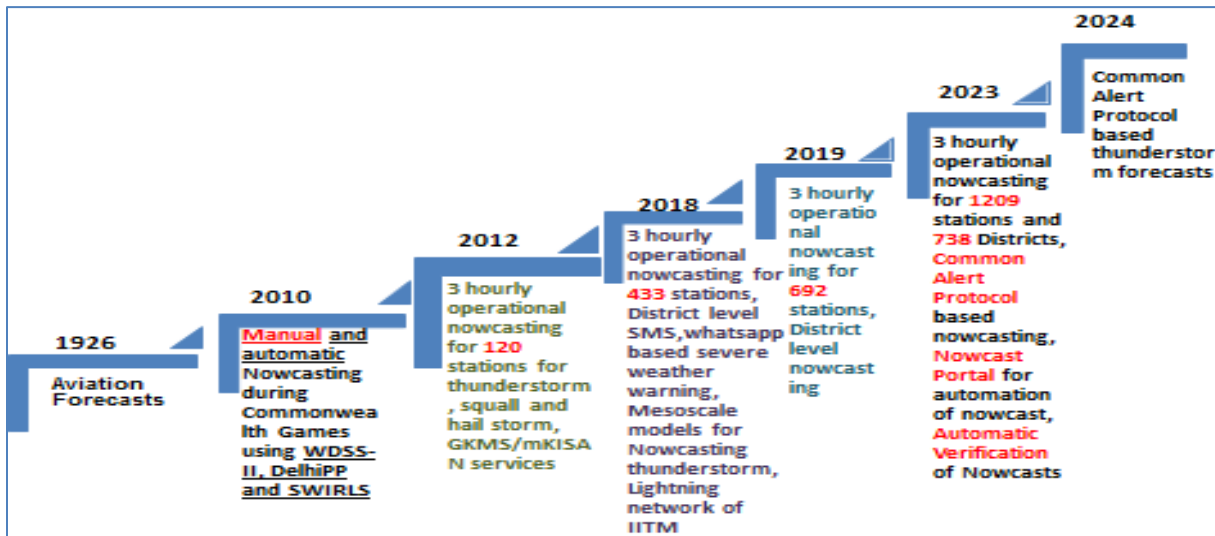 1926
Aviation
Forecasts
2010
Manual and
automatic
Nowcasting
during
Commonwea
lth Games
using WDSS-
II, DelhiPP
and SWIRLS
2012
3 hourly
operational
nowcasting
for 120
stations for
thunderstorm
, squall and
hail storm,
GKMS/mKISA
N services
2018
3 hourly
operational
nowcasting for
433 stations,
District level
SMS,whatsapp
based severe
weather
warning,
Mesoscale
models for
Nowcasting
thunderstorm,
Lightning
network of
IITM
2019
3 hourly
operatio
nal
nowcast
ing for
692
stations,
District
level
nowcast
ing
2023
3 hourly
operational
nowcasting
for 1209
stations and
738 Districts,
Common
Alert
Protocol
based
nowcasting,
Nowcast
Portal for
automation
of nowcast,
Automatic
Verification
of Nowcasts
2024
Common
Alert
Protocol
based
thunderstor
m forecasts